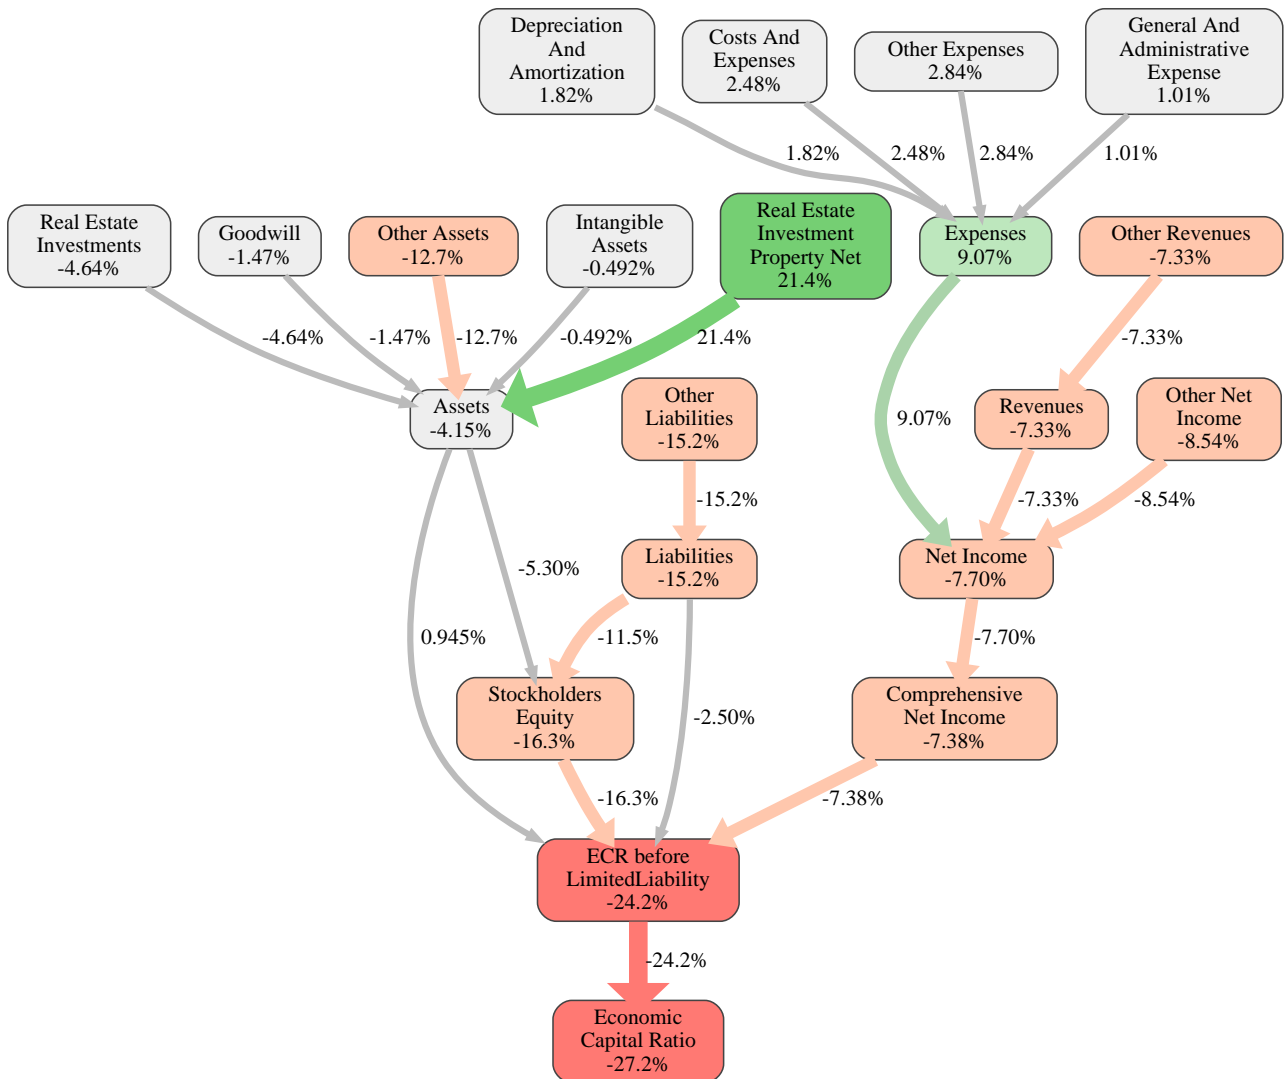 Depreciation
And
Amortization
1.82%
Costs And
Expenses
2.48%
Other Expenses
2.84%
General And
Administrative
Expense
1.01%
1.82%
2.48%
2.84%
1.01%
Real Estate
Investments
-4.64%
Goodwill
-1.47%
Other Assets
-12.7%
Intangible
Assets
-0.492%
Real Estate
Investment
Property Net
21.4%
Expenses
9.07%
Other Revenues
-7.33%
-4.64%
-1.47%
-12.7%
-0.492%
21.4%
-7.33%
Assets
-4.15%
Other
Liabilities
-15.2%
9.07%
Revenues
-7.33%
Other Net
Income
-8.54%
-15.2%
-7.33%
-8.54%
-5.30%
Liabilities
-15.2%
Net Income
-7.70%
0.945%
-11.5%
-7.70%
Stockholders
Equity
-16.3%
-2.50%
Comprehensive
Net Income
-7.38%
-16.3%
-7.38%
ECR before
LimitedLiability
-24.2%
-24.2%
Economic
Capital Ratio
-27.2%